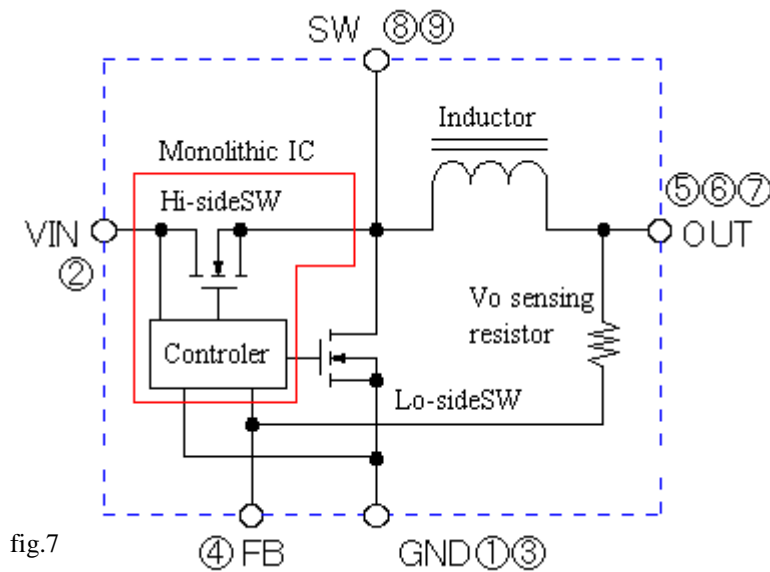 SW ⑧⑨
Inductor
Monolithic IC
Hi-sideSW
⑤⑥⑦
VIN
OUT
②
Vo sensing
resistor
Controler
Lo-sideSW
fig.7
④ FB
GND①③